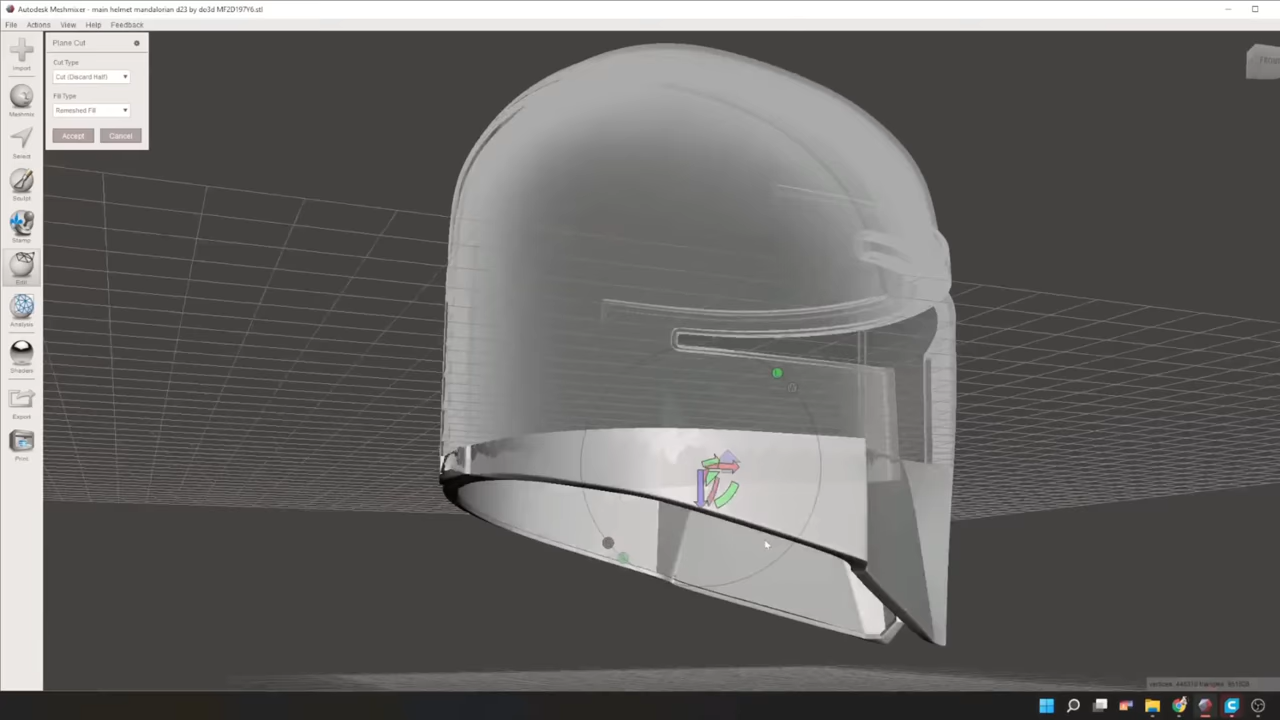 Autodesk Meshmixer - main helmet mandalorian d23 by do3d MF2D197Y6.stl
File Actions View Help Feedback
Plane Cut
Cut Type
Cut (Discard Half)
Fill Type
Remeshed Fill
Accept Cancel
Import
Meshmix
Select
Sculpt
Stamp
Edit
Analysis
Shaders
Export
Print